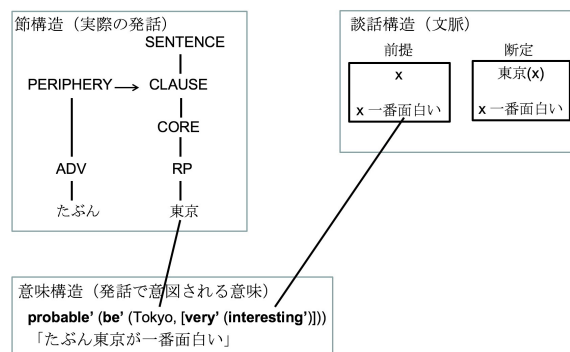 節構造（実際の発話）
SENTENCE
PERIPHERY
CLAUSE
CORE
ADV
RP
たぶん
東京
談話構造（文脈）
前提
断定
x
x 一番面白い
東京(x)
x 一番面白い
意味構造（発話で意図される意味）
probable’ (be’ (Tokyo, [very’ (interesting’)]))
「たぶん東京が一番面白い」